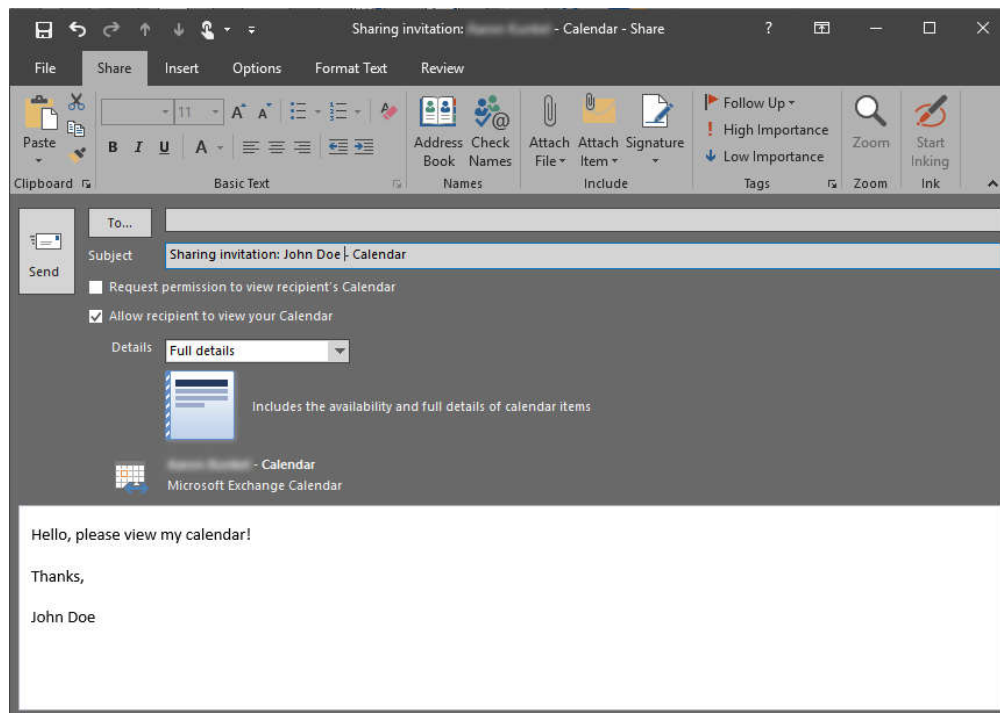 Sharing invitation: - Calendar - Share ?
File Share Insert Options Format Text Review
Paste
11
A A
B I U A
Address Book
Check Names
Attach File
Attach Item
Signature
Follow Up
High Importance
Low Importance
Zoom
Start Inking
Clipboard Basic Text Names Include Tags Zoom Ink
Send
To...
Subject Sharing invitation: John Doe - Calendar
Request permission to view recipient's Calendar
Allow recipient to view your Calendar
Details Full details
Includes the availability and full details of calendar items
- Calendar
Microsoft Exchange Calendar
Hello, please view my calendar!
Thanks,
John Doe